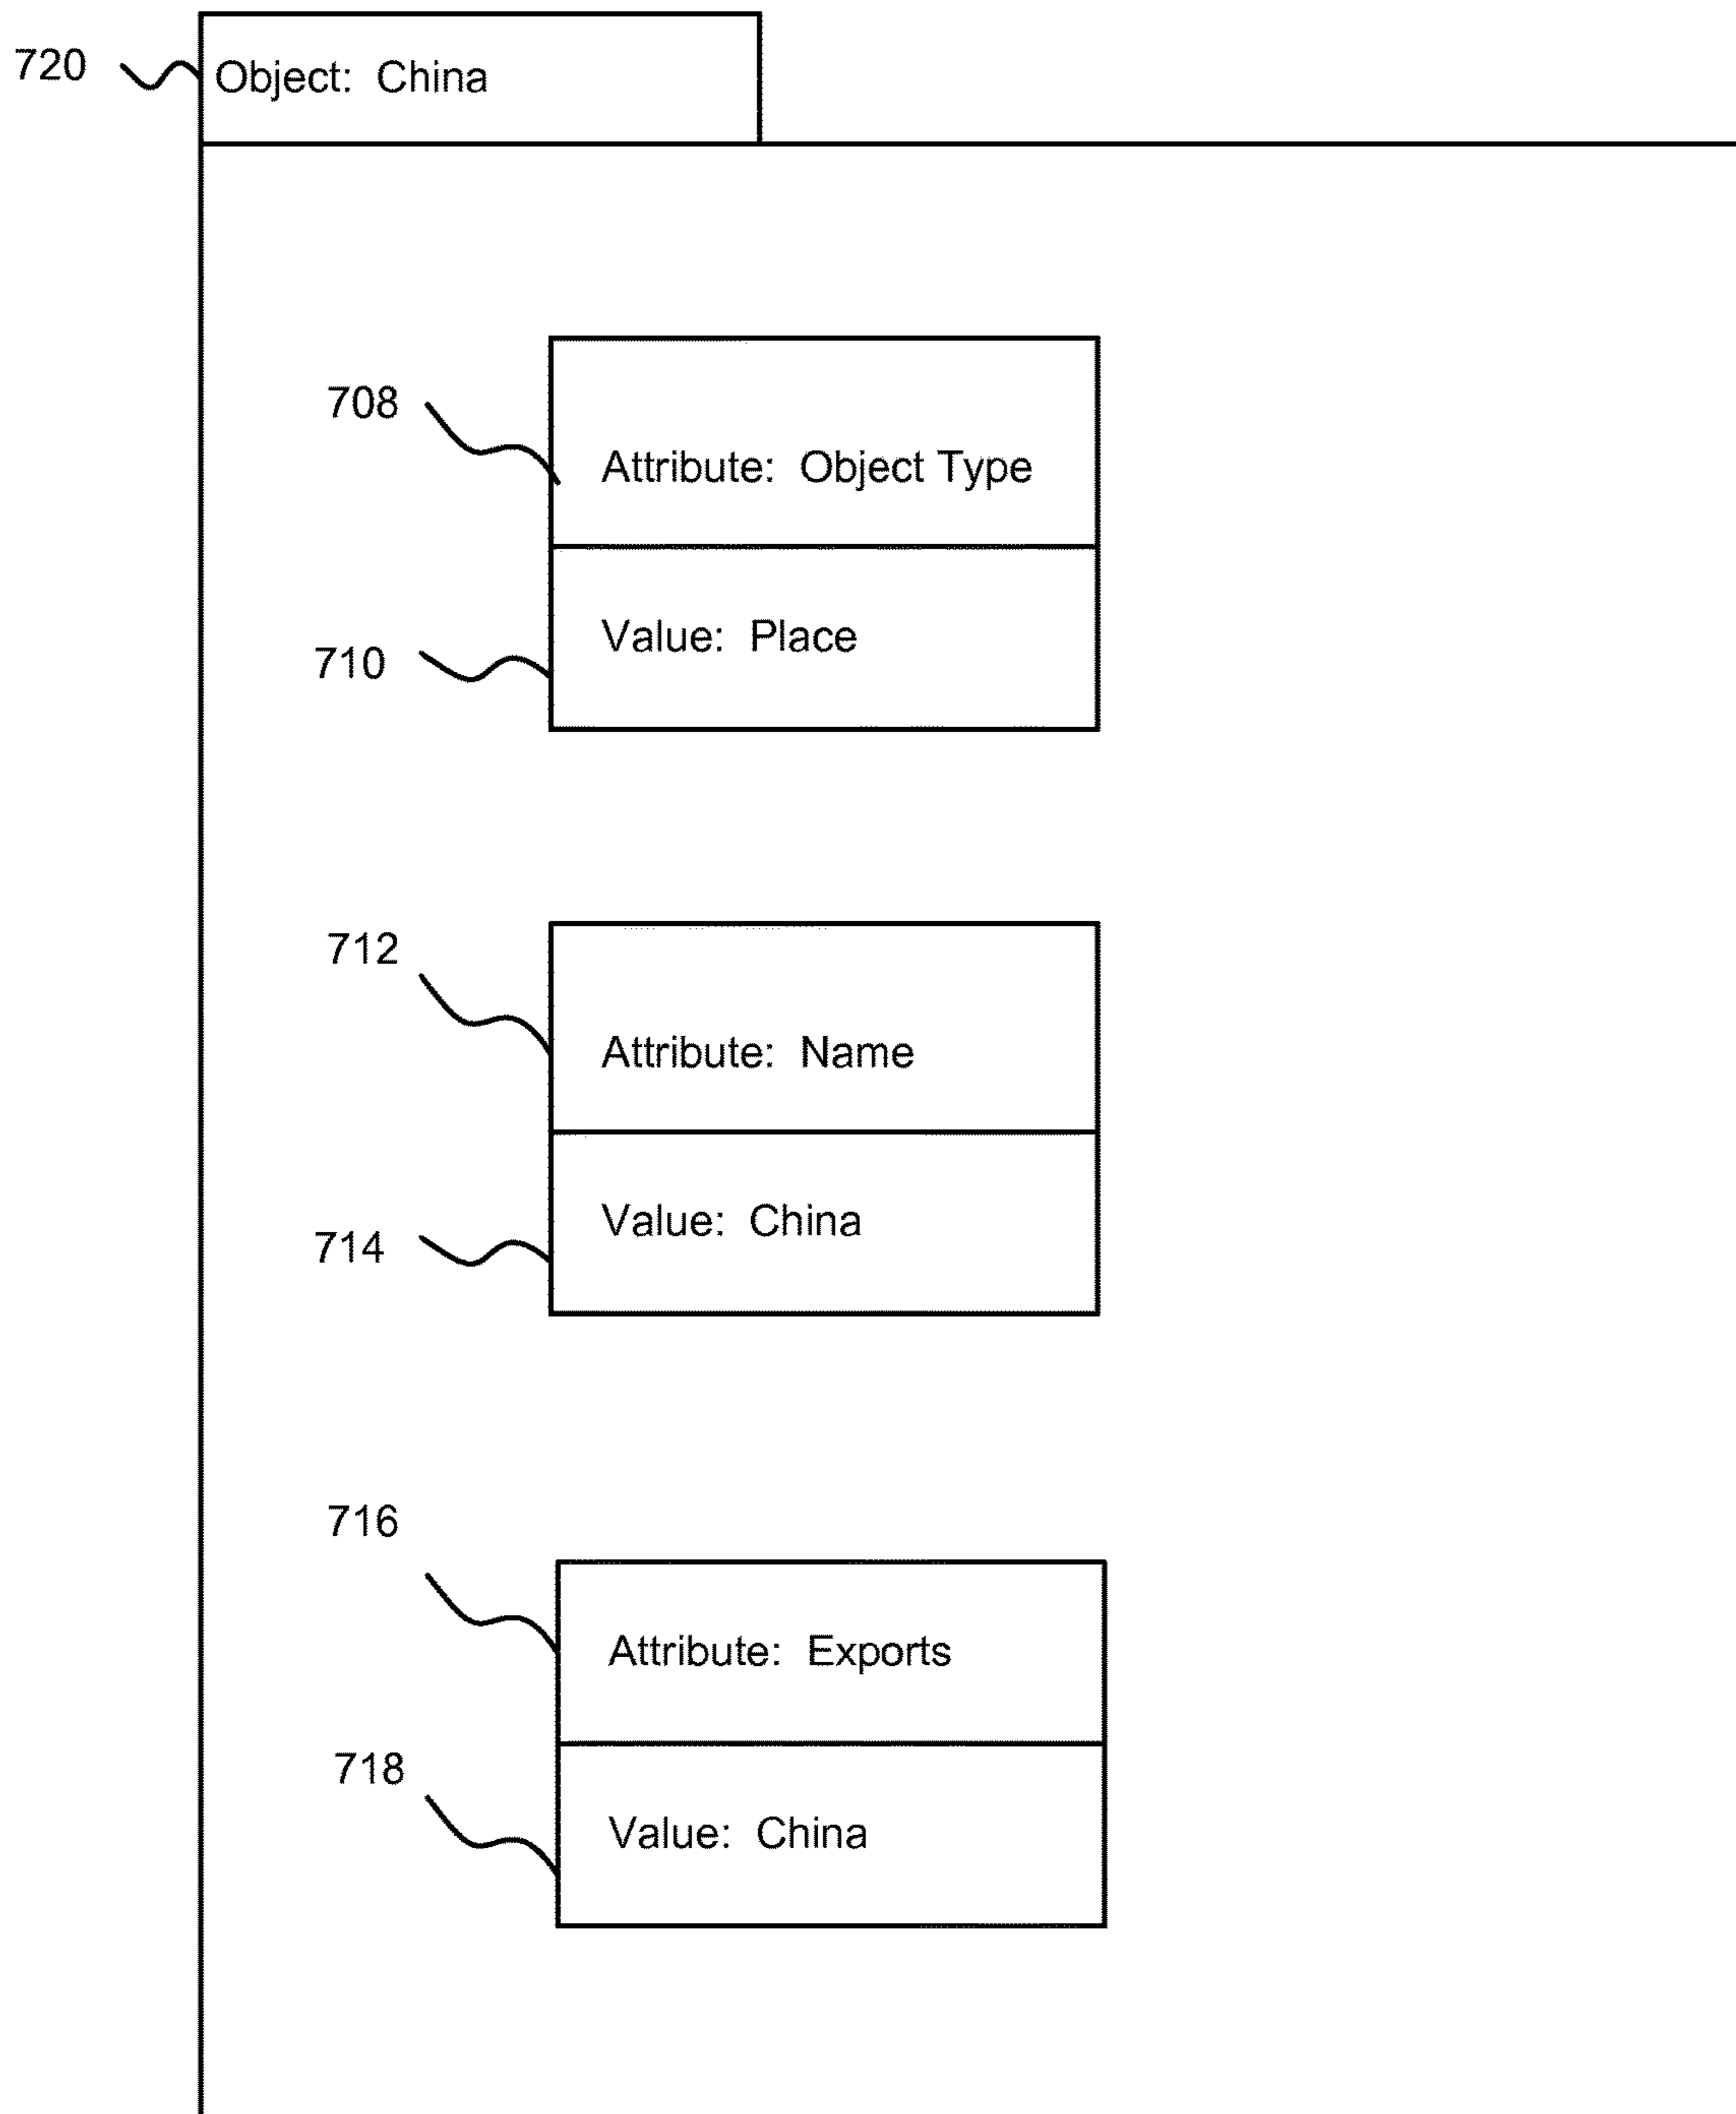 720
Object: China
708
Attribute: Object Type
Value: Place
710
712
Attribute: Name
Value: China
714
716
Attribute: Exports
718
Value: China